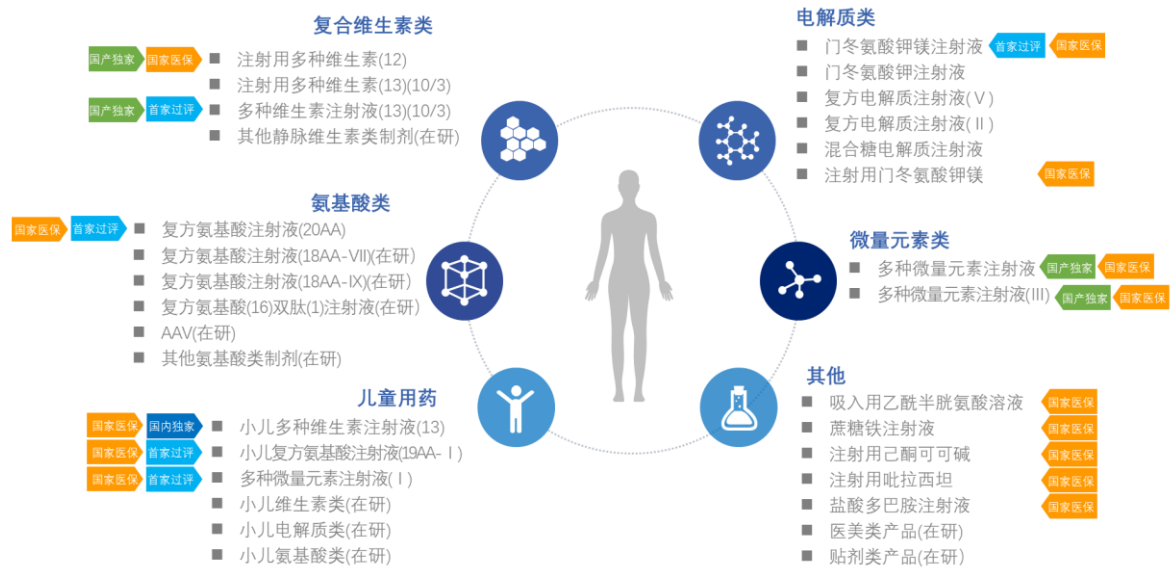 复合维生素类
国产独家 国家医保 ■ 注射用多种维生素(12)
■ 注射用多种维生素(13)(10/3)
国产独家 首家过评 ■ 多种维生素注射液(13)(10/3)
■ 其他静脉维生素类制剂(在研)
氨基酸类
国家医保 首家过评 ■ 复方氨基酸注射液(20AA)
■ 复方氨基酸注射液(18AA-VII)(在研)
■ 复方氨基酸注射液(18AA-IX)(在研)
■ 复方氨基酸(16)双肽(1)注射液(在研)
■ AAV(在研)
■ 其他氨基酸类制剂(在研)
儿童用药
国家医保 国内独家 ■ 小儿多种维生素注射液(13)
国家医保 首家过评 ■ 小儿复方氨基酸注射液(19AA-Ⅰ)
国家医保 首家过评 ■ 多种微量元素注射液(Ⅰ)
■ 小儿维生素类(在研)
■ 小儿电解质类(在研)
■ 小儿氨基酸类(在研)
电解质类
■ 门冬氨酸钾镁注射液 首家过评 国家医保
■ 门冬氨酸钾注射液
■ 复方电解质注射液(Ⅴ)
■ 复方电解质注射液(Ⅱ)
■ 混合糖电解质注射液
■ 注射用门冬氨酸钾镁 国家医保
微量元素类
■ 多种微量元素注射液 国产独家 国家医保
■ 多种微量元素注射液(III) 国产独家 国家医保
其他
■ 吸入用乙酰半胱氨酸溶液 国家医保
■ 蔗糖铁注射液 国家医保
■ 注射用己酮可可碱 国家医保
■ 注射用吡拉西坦 国家医保
■ 盐酸多巴胺注射液 国家医保
■ 医美类产品(在研)
■ 贴剂类产品(在研)